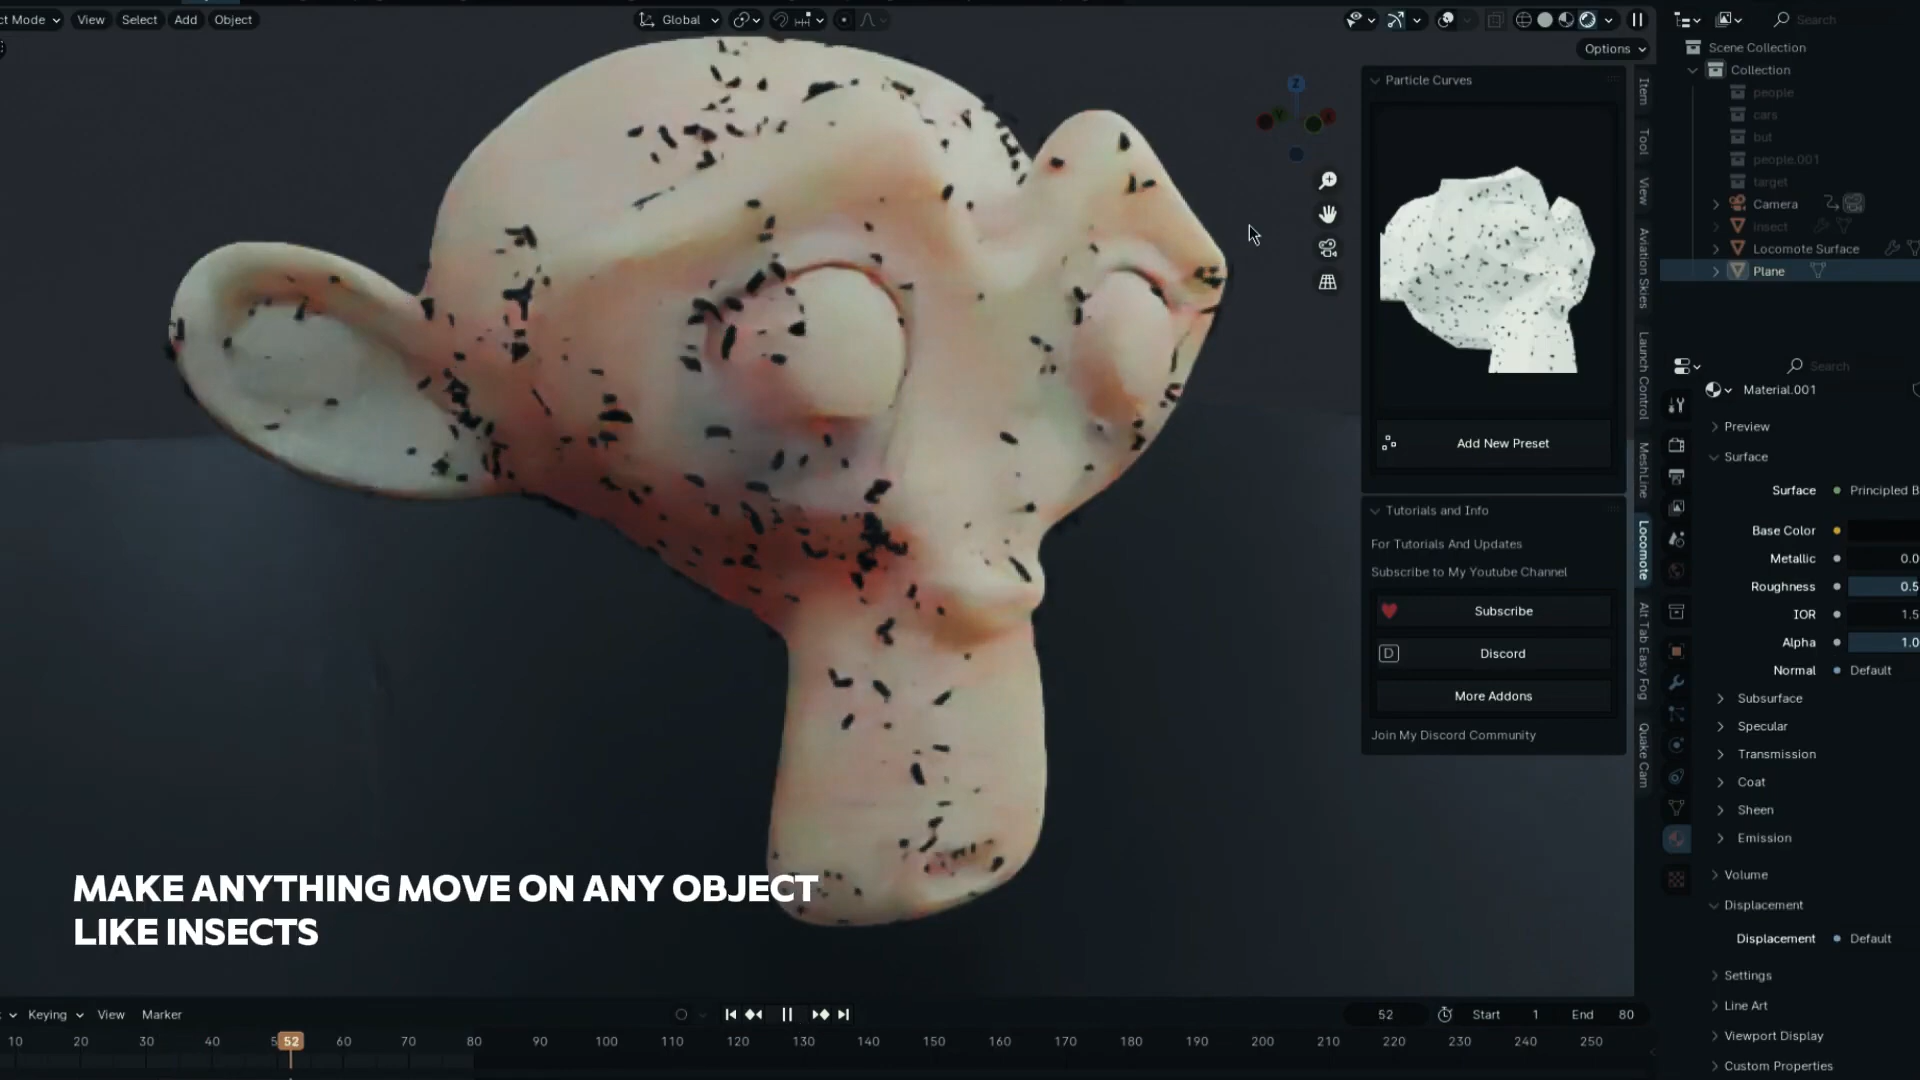 ct Mode
View
Select
Add
Object
Global
Options
Search
Scene Collection
Collection
people
cars
but
people.001
target
Camera
Insect
Locomote Surface
Plane
Particle Curves
Add New Preset
Tutorials and Info
For Tutorials And Updates
Subscribe to My Youtube Channel
Subscribe
D
Discord
More Addons
Join My Discord Community
Item
Tool
View
Aviation Skies
Launch Control
MeshLine
Locomote
Alt Tab Easy Fog
Quake Cam
Z
Y
X
Search
Material.001
Preview
Surface
Surface
Principled B
Base Color
Metallic
0.0
Roughness
0.5
IOR
1.5
Alpha
1.0
Normal
Default
Subsurface
Specular
Transmission
Coat
Sheen
Emission
Volume
Displacement
Displacement
Default
Settings
Line Art
Viewport Display
Custom Properties
MAKE ANYTHING MOVE ON ANY OBJECT
LIKE INSECTS
Keying
View
Marker
52
Start
1
End
80
10
20
30
40
5
52
60
70
80
90
100
110
120
130
140
150
160
170
180
190
200
210
220
230
240
250